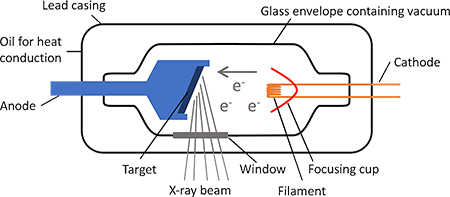 Lead casing
Glass envelope containing vacuum
Oil for heat
conduction
Cathode
e⁻
e⁻ e⁻
Anode
Target
Window
Focusing cup
X-ray beam
Filament